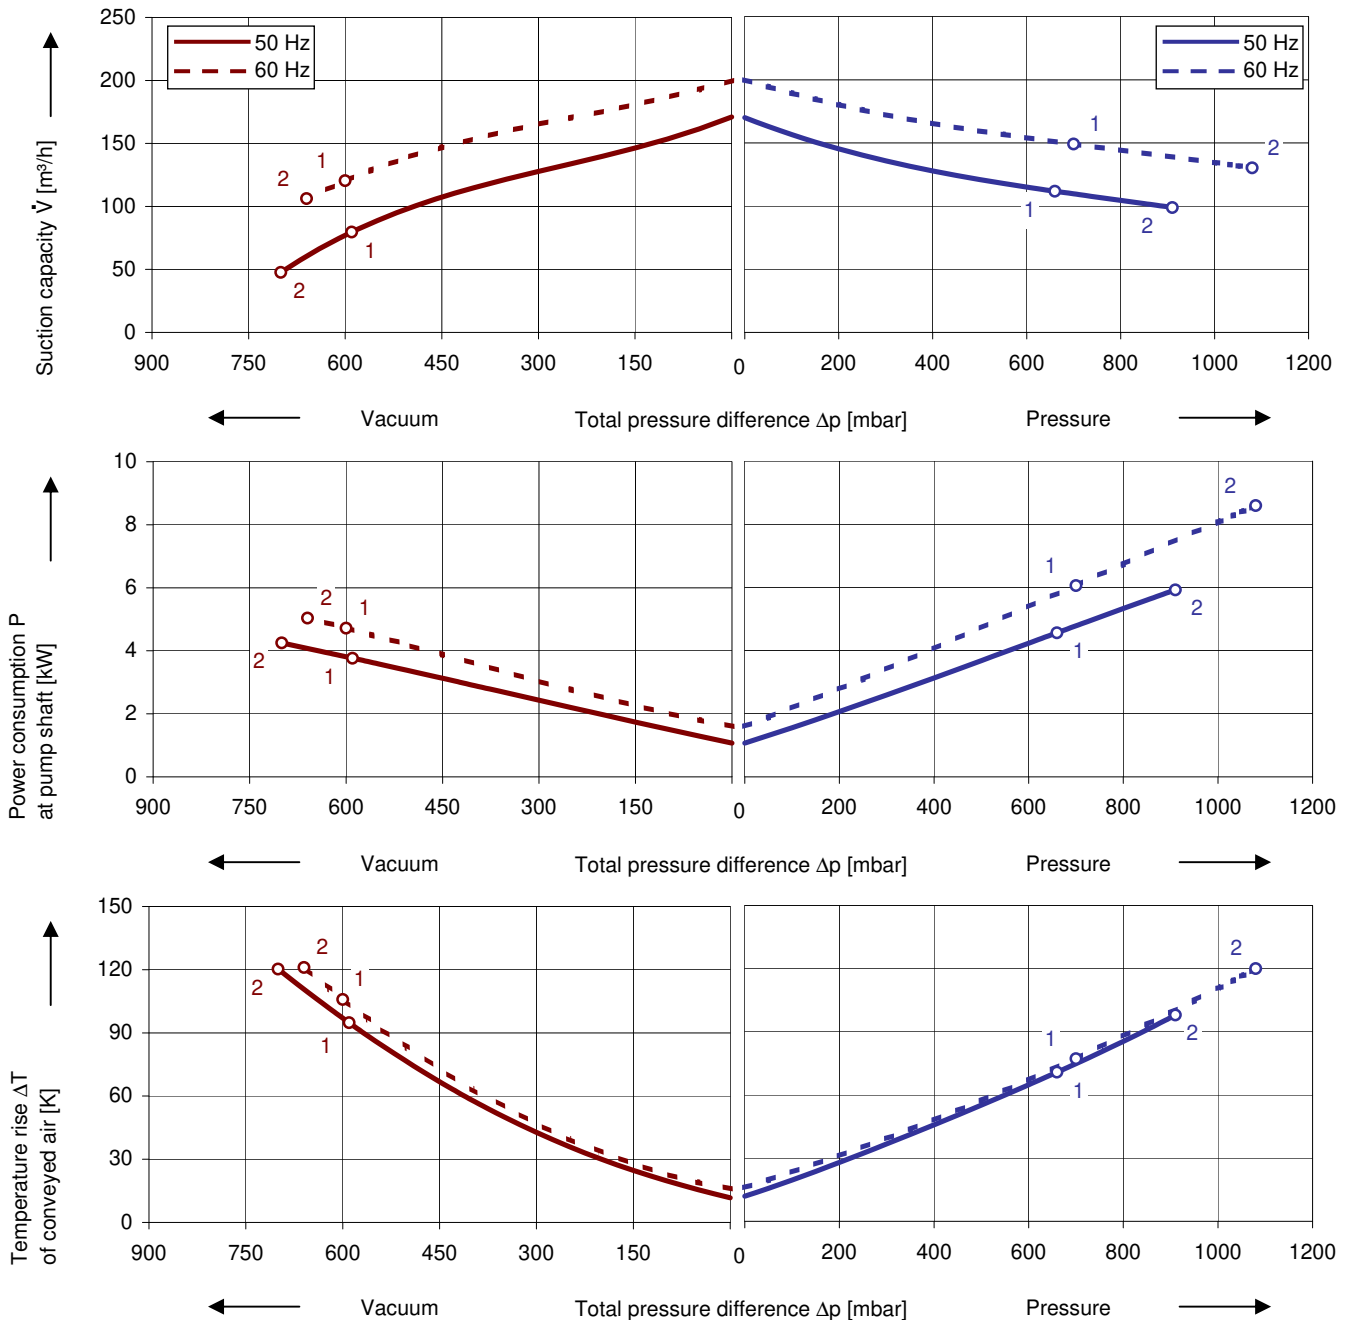 Suction capacity V̇ [m³/h]
250
200
150
100
50
0
50 Hz
60 Hz
50 Hz
60 Hz
2
1
1
2
1
2
1
2
900 750 600 450 300 150 0 200 400 600 800 1000 1200
Vacuum Total pressure difference Δp [mbar] Pressure
Power consumption P
at pump shaft [kW]
10
8
6
4
2
0
2
1
2
1
2
1
2
1
900 750 600 450 300 150 0 200 400 600 800 1000 1200
Vacuum Total pressure difference Δp [mbar] Pressure
Temperature rise ΔT
of conveyed air [K]
150
120
90
60
30
0
2
1
2
1
2
1
2
1
900 750 600 450 300 150 0 200 400 600 800 1000 1200
Vacuum Total pressure difference Δp [mbar] Pressure